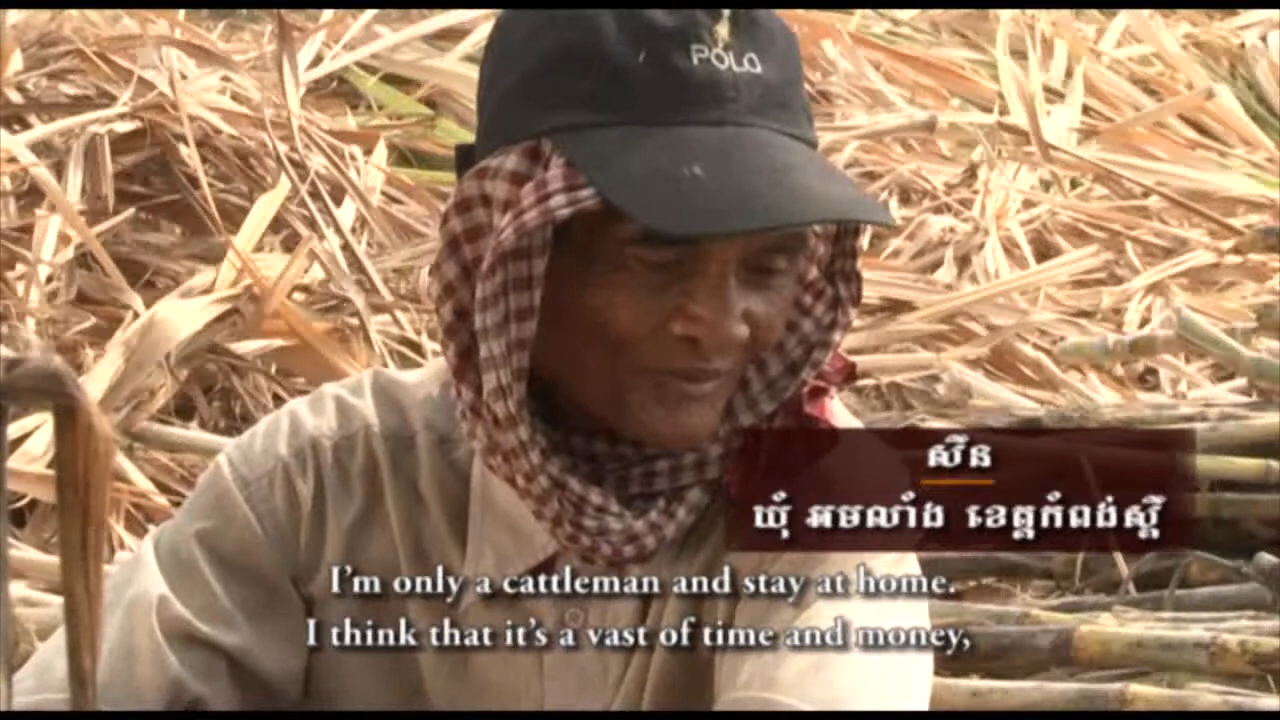 POLO
ស៊ីន
ឃុំ អមលាំង ខេត្តកំពង់ស្ពឺ
I'm only a cattleman and stay at home.
I think that it's a vast of time and money,